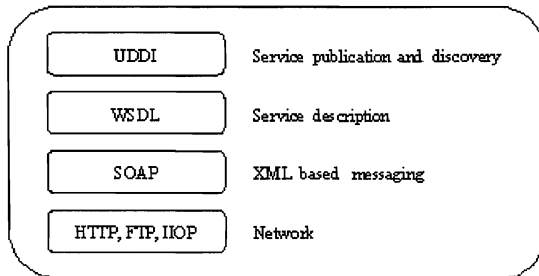 UDDI Service publication and discovery
WSDL Service description
SOAP XML based messaging
HTTP, FTP, IIOP Network